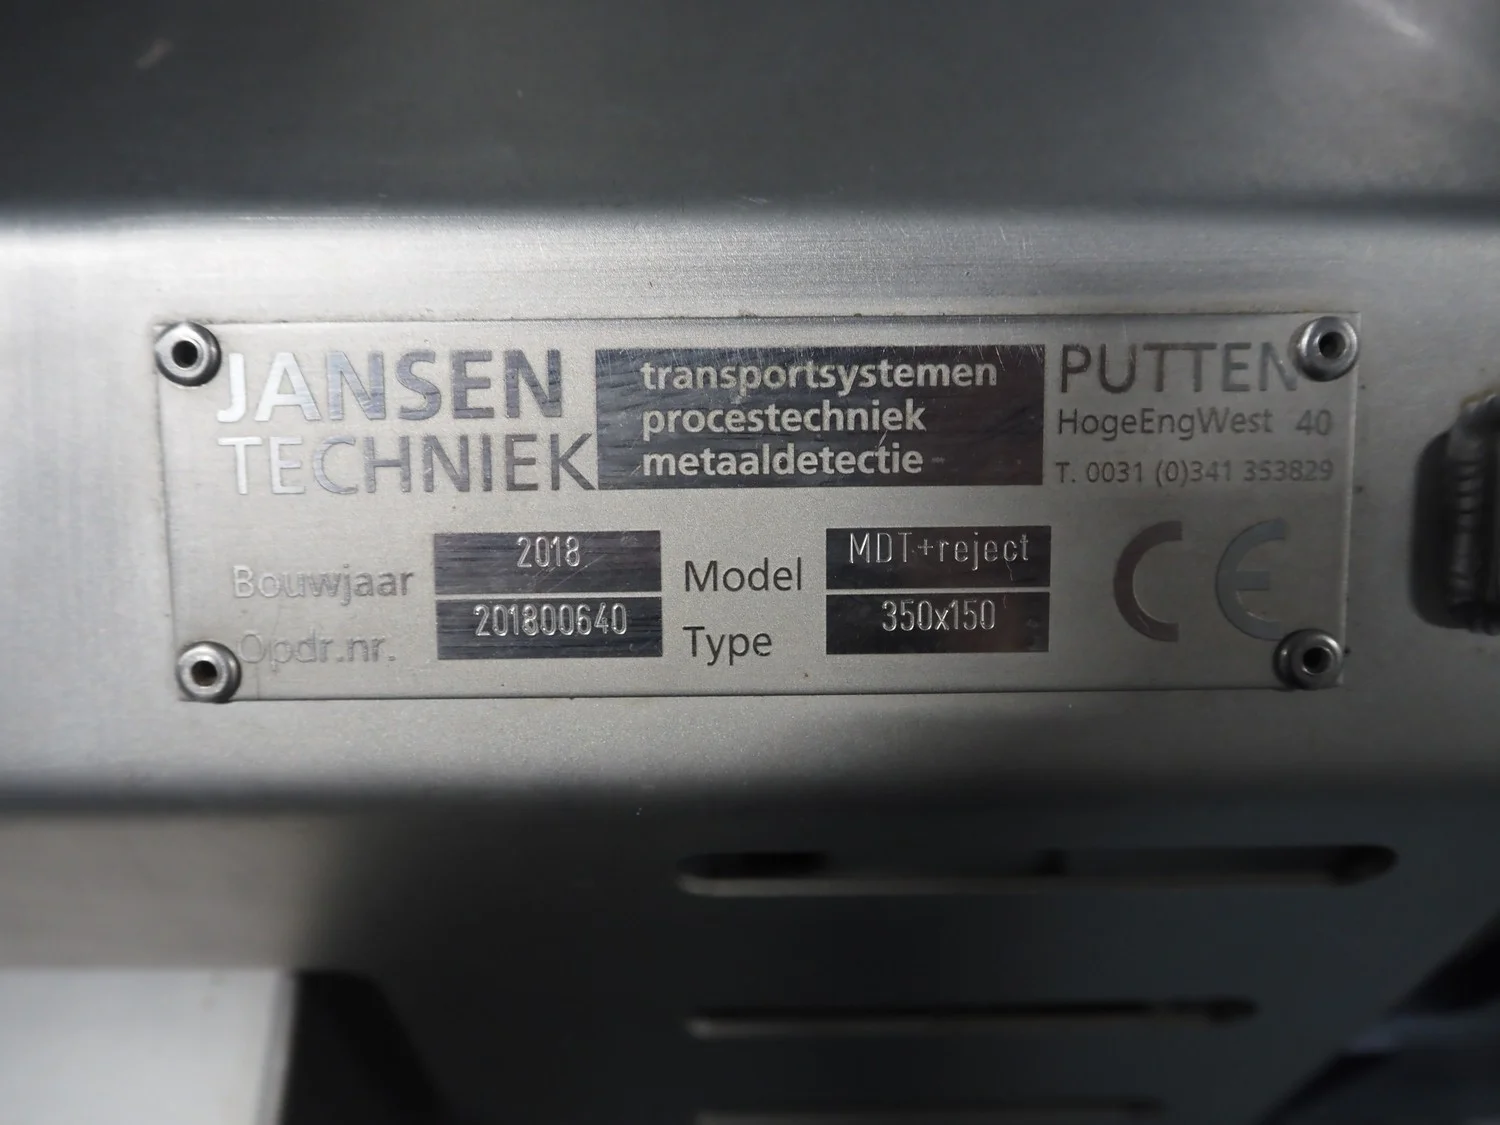 JANSEN
TECHNIEK
transportsystemen
procestechniek
metaaldetectie
PUTTEN
HogeEngWest 40
T. 0031 (0)341 353829
Bouwjaar 2018
Opdr.nr. 201800640
Model MDT+reject
Type 350x150
CE